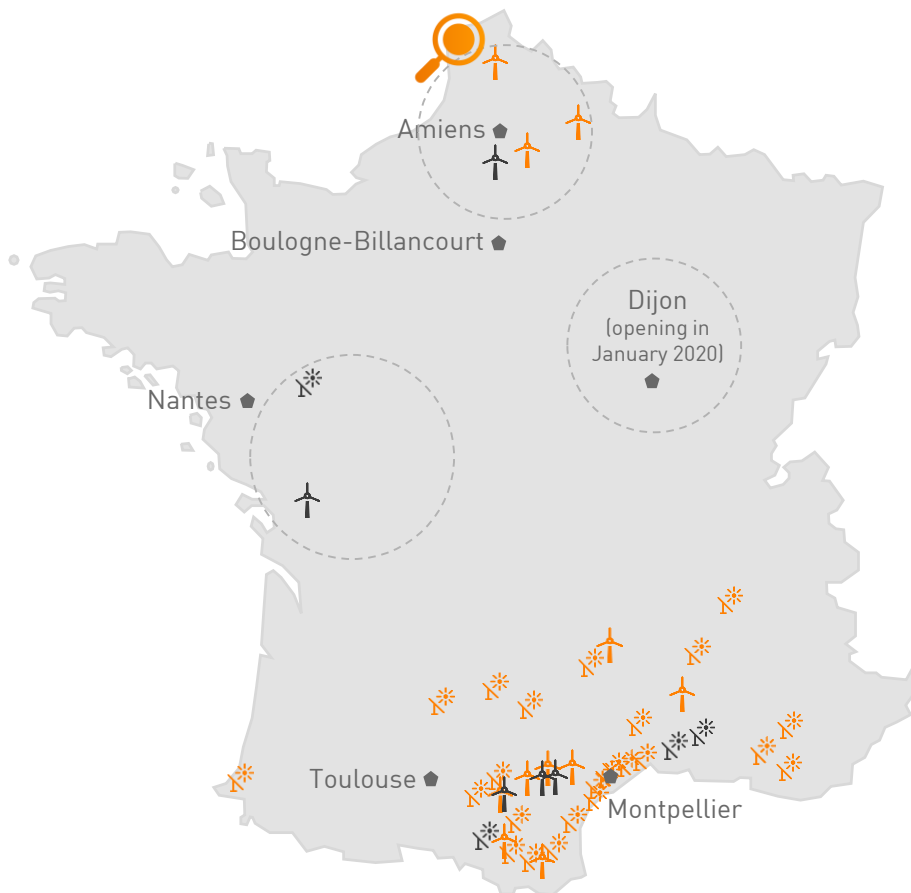 Amiens
Boulogne-Billancourt
Dijon
(opening in
January 2020)
Nantes
Toulouse
Montpellier